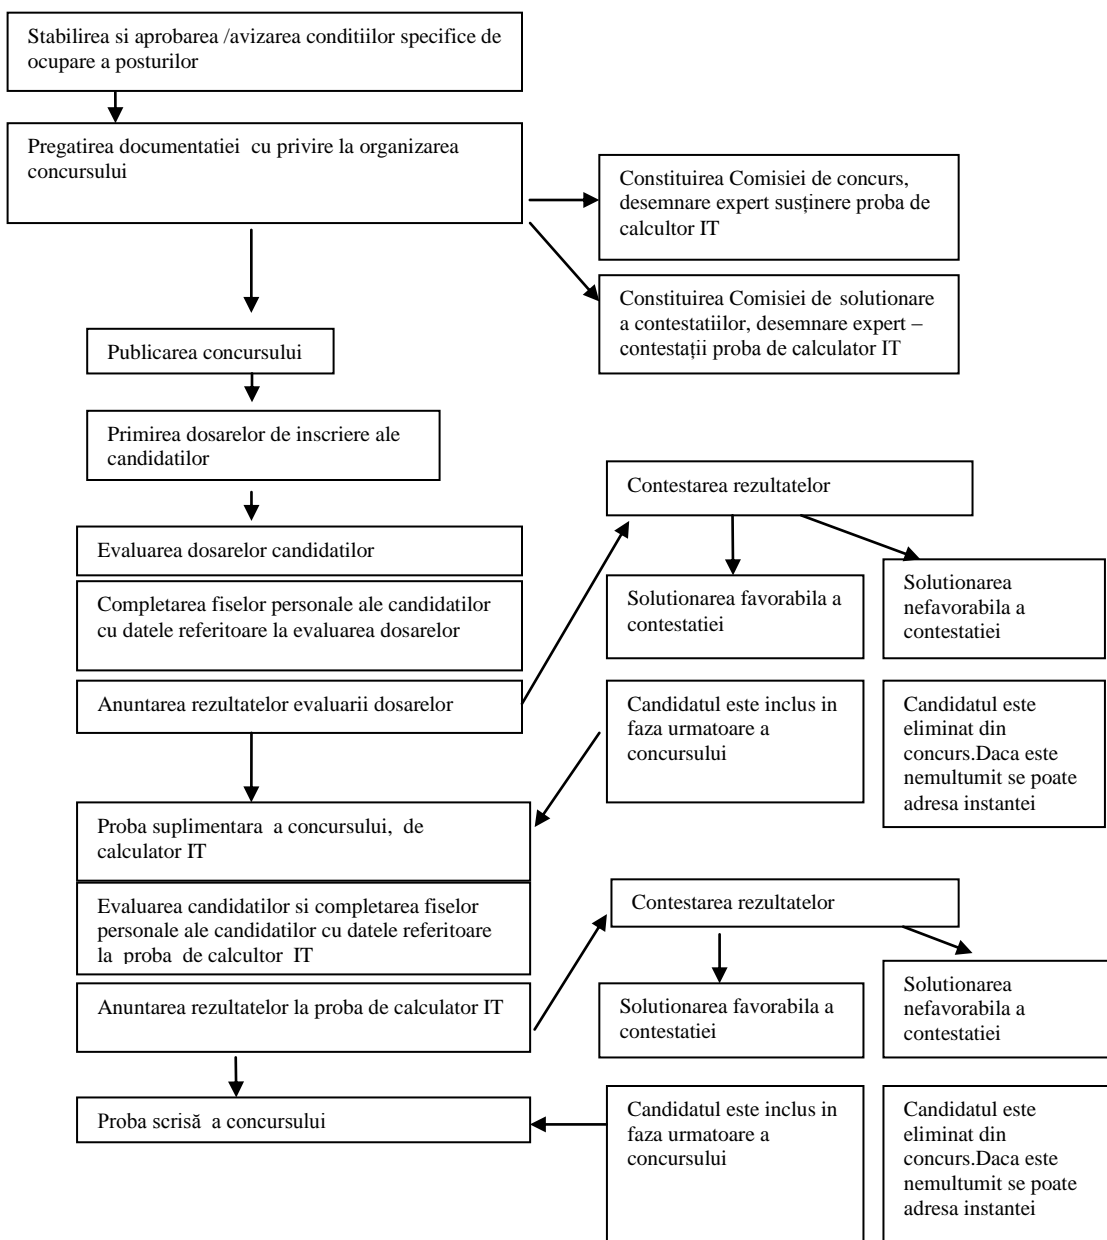 Stabilirea si aprobarea /avizarea conditiilor specifice de
ocupare a posturilor
Pregatirea documentatiei cu privire la organizarea
concursului
Constituirea Comisiei de concurs,
desemnare expert susținere proba de
calcultor IT
Constituirea Comisiei de solutionare
a contestatiilor, desemnare expert –
contestații proba de calculator IT
Publicarea concursului
Primirea dosarelor de inscriere ale
candidatilor
Evaluarea dosarelor candidatilor
Completarea fiselor personale ale candidatilor
cu datele referitoare la evaluarea dosarelor
Anuntarea rezultatelor evaluarii dosarelor
Contestarea rezultatelor
Solutionarea favorabila a
contestatiei
Solutionarea
nefavorabila a
contestatiei
Candidatul este inclus in
faza urmatoare a
concursului
Candidatul este
eliminat din
concurs.Daca este
nemultumit se poate
adresa instantei
Proba suplimentara a concursului, de
calculator IT
Evaluarea candidatilor si completarea fiselor
personale ale candidatilor cu datele referitoare
la proba de calcultor IT
Anuntarea rezultatelor la proba de calculator IT
Contestarea rezultatelor
Solutionarea favorabila a
contestatiei
Solutionarea
nefavorabila a
contestatiei
Proba scrisă a concursului
Candidatul este inclus in
faza urmatoare a
concursului
Candidatul este
eliminat din
concurs.Daca este
nemultumit se poate
adresa instantei